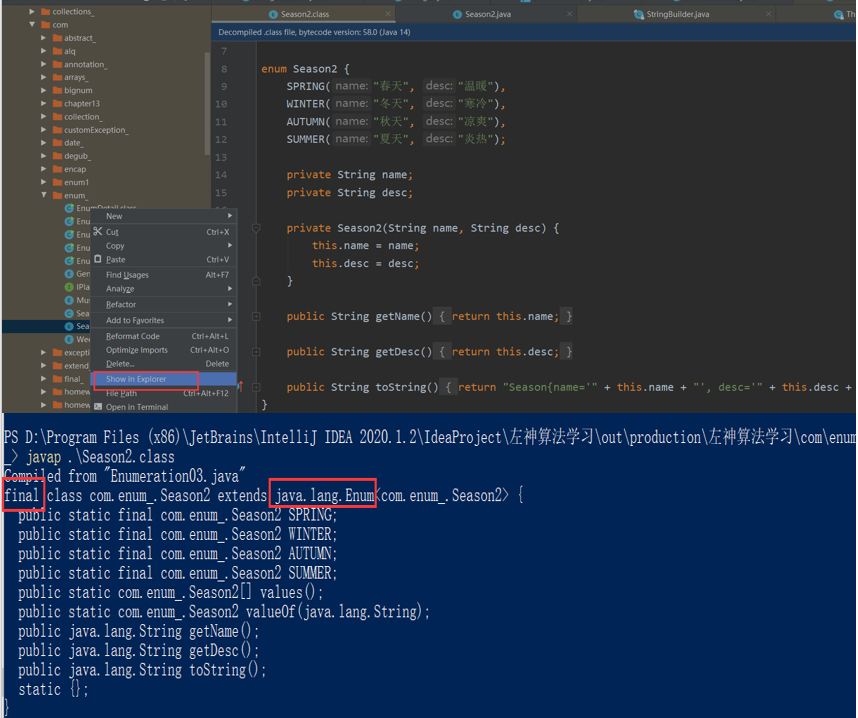 Season2.class
Season2.java
StringBuilder.java
Th
collections_
com
abstract_
alq
annotation_
arrays_
bignum
chapter13
collection_
customException_
date_
degub_
encap
enum1
enum_
EnumDetail.class
Enu
Enu
Enu
Enu
Gen
IPla
Mus
Sea
Sea
Wee
excepti
extend
final_
homew
homew
New
Cut Ctrl+X
Copy
Paste Ctrl+V
Find Usages Alt+F7
Analyze
Refactor
Add to Favorites
Reformat Code Ctrl+Alt+L
Optimize Imports Ctrl+Alt+O
Delete... Delete
Show in Explorer
File Path Ctrl+Alt+F12
Open in Terminal
Decompiled .class file, bytecode version: 58.0 (Java 14)
7
8 enum Season2 {
9 SPRING( name: "春天", desc: "温暖"),
10 WINTER( name: "冬天", desc: "寒冷"),
11 AUTUMN( name: "秋天", desc: "凉爽"),
12 SUMMER( name: "夏天", desc: "炎热");
13
14 private String name;
15 private String desc;
private Season2(String name, String desc) {
this.name = name;
this.desc = desc;
}
public String getName() { return this.name; }
public String getDesc() { return this.desc; }
public String toString() { return "Season{name='" + this.name + "', desc='" + this.desc +
}
PS D:\Program Files (x86)\JetBrains\IntelliJ IDEA 2020.1.2\IdeaProject\左神算法学习\out\production\左神算法学习\com\enum
_> javap .\Season2.class
Compiled from "Enumeration03.java"
final class com.enum_.Season2 extends java.lang.Enum<com.enum_.Season2> {
public static final com.enum_.Season2 SPRING;
public static final com.enum_.Season2 WINTER;
public static final com.enum_.Season2 AUTUMN;
public static final com.enum_.Season2 SUMMER;
public static com.enum_.Season2[] values();
public static com.enum_.Season2 valueOf(java.lang.String);
public java.lang.String getName();
public java.lang.String getDesc();
public java.lang.String toString();
static {};
}